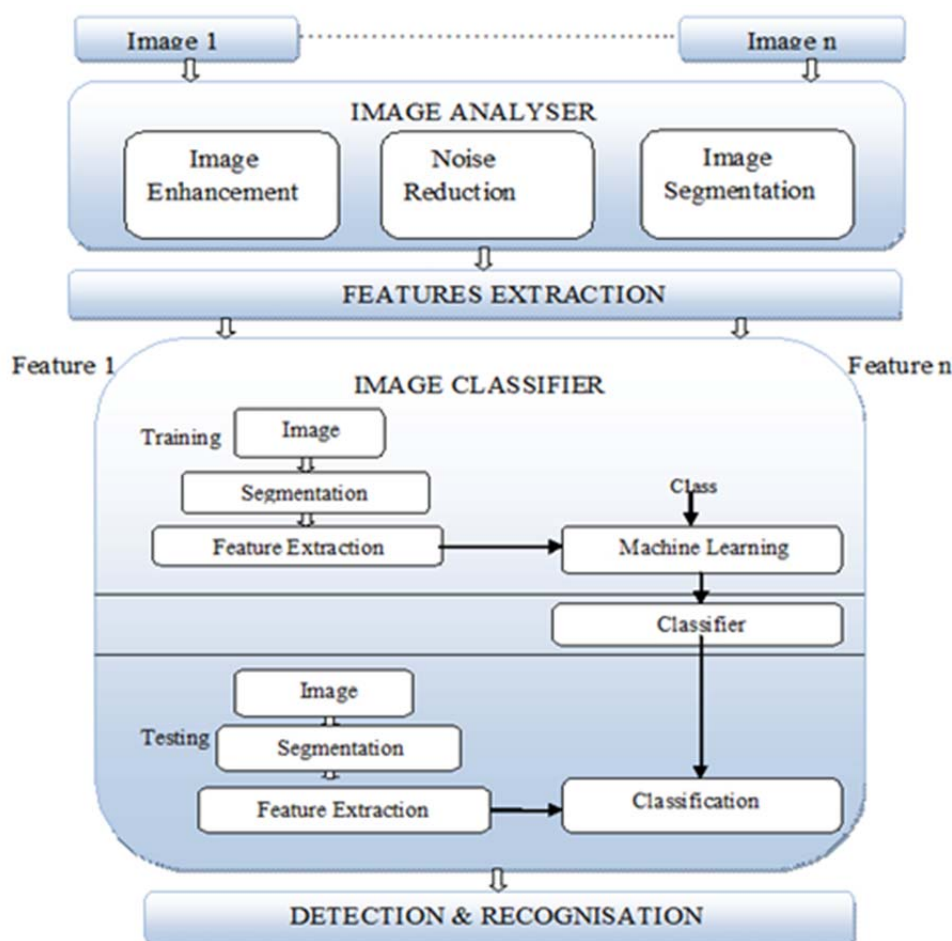 Image 1
Image n
IMAGE ANALYSER
Image
Enhancement
Noise
Reduction
Image
Segmentation
FEATURES EXTRACTION
Feature 1
Feature n
IMAGE CLASSIFIER
Training
Image
Segmentation
Feature Extraction
Class
Machine Learning
Classifier
Testing
Image
Segmentation
Feature Extraction
Classification
DETECTION & RECOGNISATION